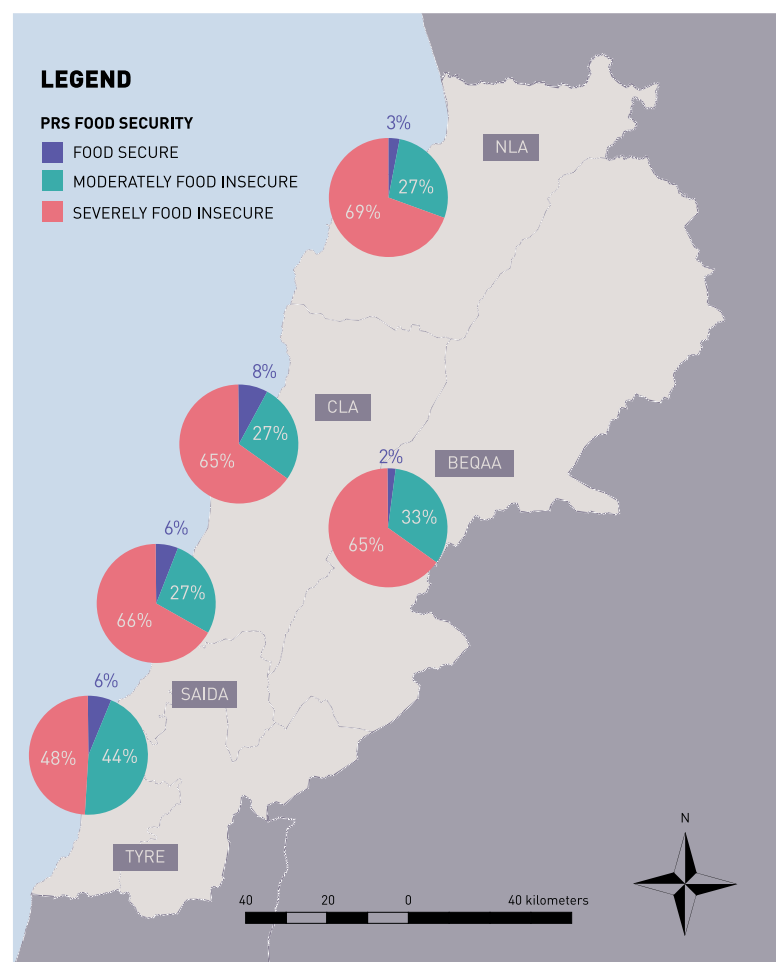 LEGEND
PRS FOOD SECURITY
FOOD SECURE
MODERATELY FOOD INSECURE
SEVERELY FOOD INSECURE
3%
27%
69%
NLA
8%
27%
65%
CLA
2%
33%
65%
BEQAA
6%
27%
66%
SAIDA
6%
44%
48%
TYRE
N
40 20 0 40 kilometers